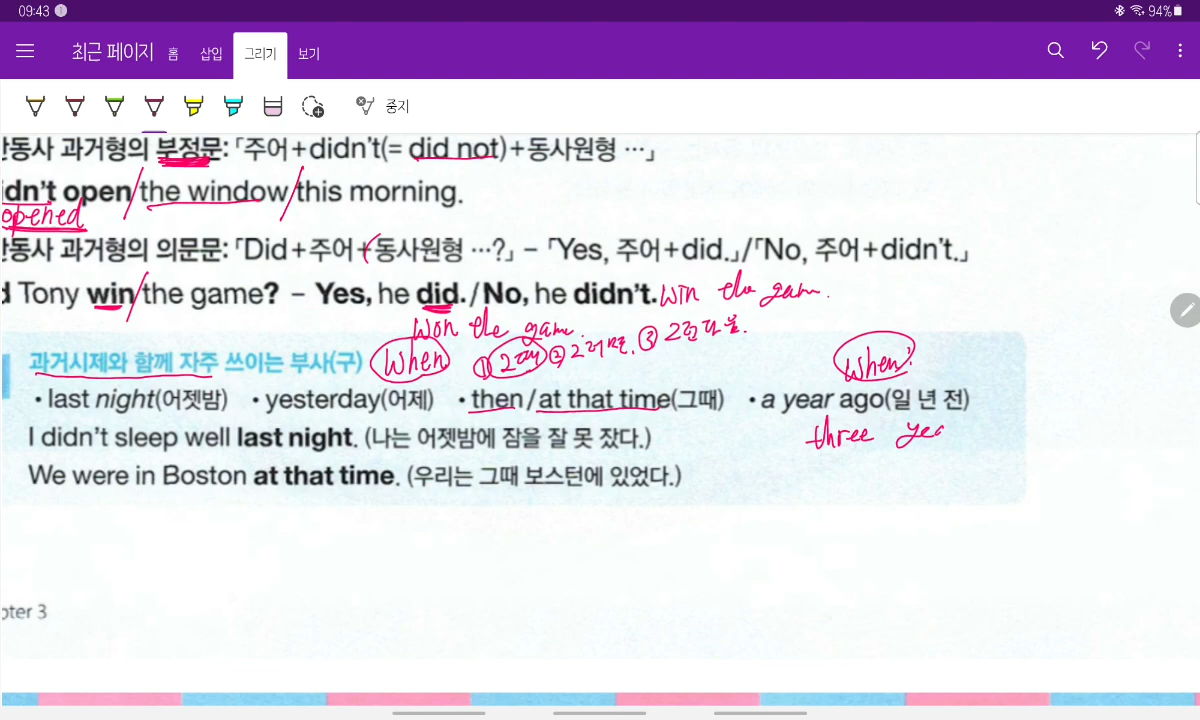 09:43 94%
최근 페이지 홈 삽입 그리기 보기
중지
반동사 과거형의 부정문: 「주어+didn't(= did not)+동사원형 …」
dn't open / the window / this morning.
opened
반동사 과거형의 의문문: 「Did+주어+동사원형 …?」 – 「Yes, 주어+did.」/「No, 주어+didn't.」
d Tony win / the game? – Yes, he did. / No, he didn't. win the game.
won the game.
과거시제와 함께 자주 쓰이는 부사(구) When ① 그때 ② 그러면. ③ 그런 다음. When?
• last night(어젯밤) • yesterday(어제) • then / at that time(그때) • a year ago(일 년 전)
three yea
I didn't sleep well last night. (나는 어젯밤에 잠을 잘 못 잤다.)
We were in Boston at that time. (우리는 그때 보스턴에 있었다.)
pter 3